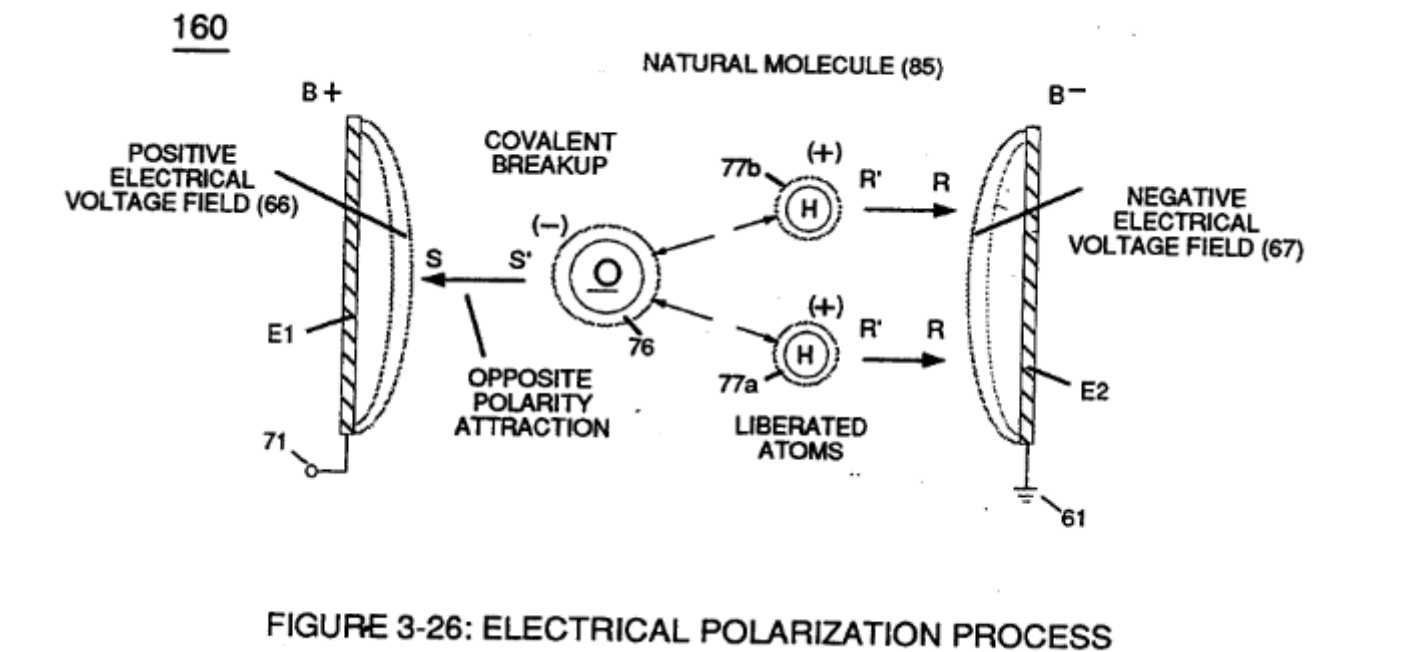 160
NATURAL MOLECULE (85)
B+
B−
POSITIVE
ELECTRICAL
VOLTAGE FIELD (66)
COVALENT
BREAKUP
77b
(+)
H
R'
R
NEGATIVE
ELECTRICAL
VOLTAGE FIELD (67)
(−)
O
S
S'
76
E1
(+)
H
R'
R
77a
E2
OPPOSITE
POLARITY
ATTRACTION
LIBERATED
ATOMS
71
61
FIGURE 3-26: ELECTRICAL POLARIZATION PROCESS